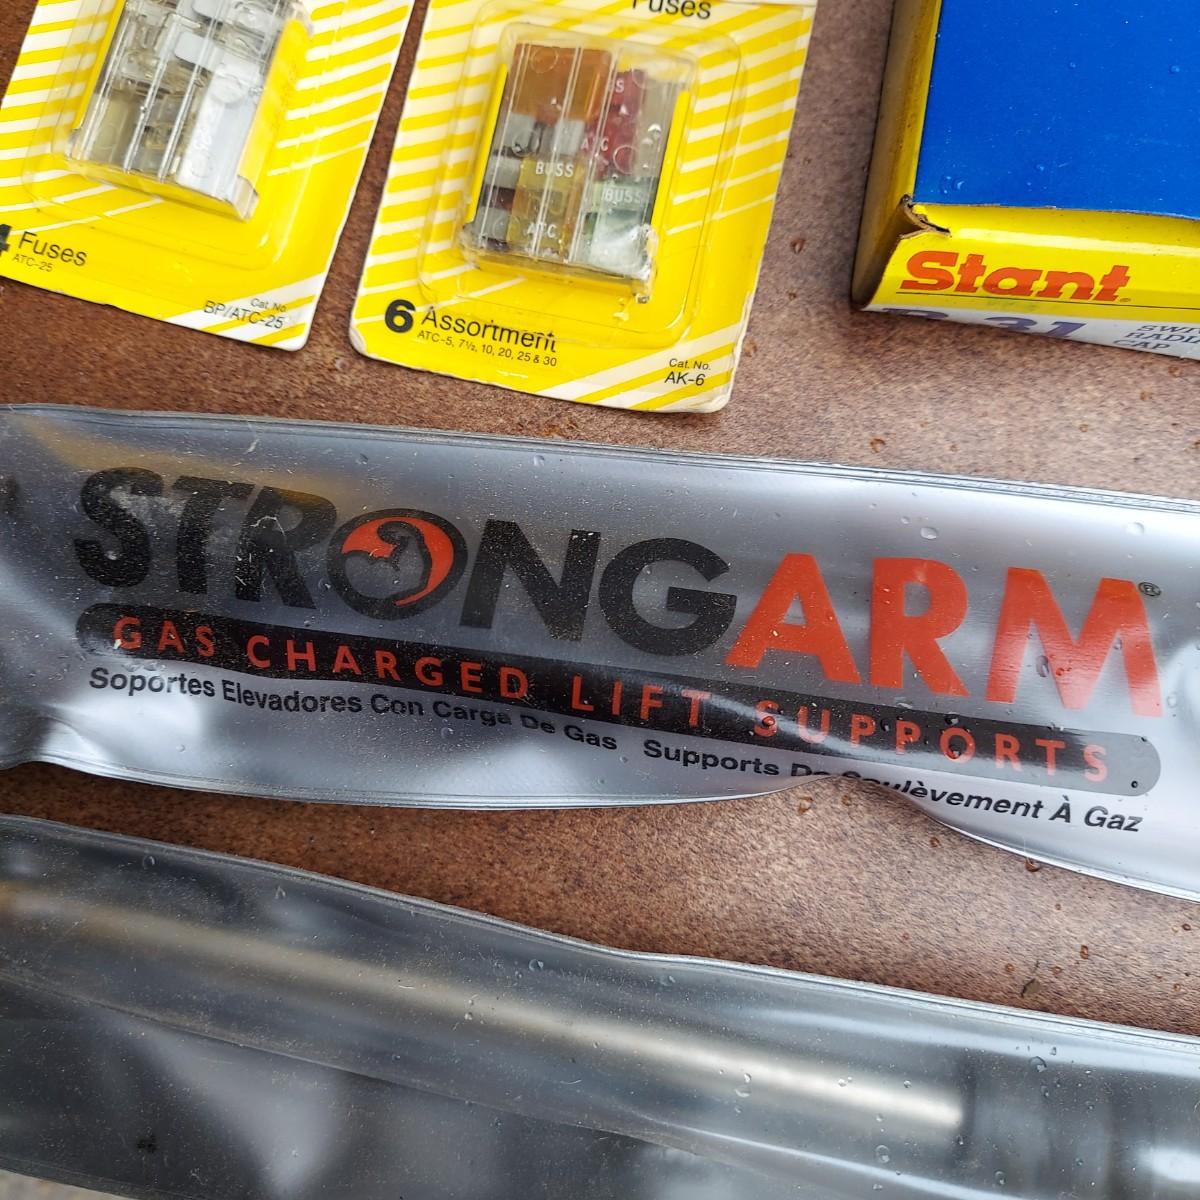 Fuses
4 Fuses
ATC-25
Cat. No.
BP/ATC-25
BUSS
ATC
BUSS
ATC
6 Assortment
ATC-5, 7½, 10, 20, 25 & 30
Cat. No.
AK-6
Stant
STRONGARM®
GAS CHARGED LIFT SUPPORTS
Soportes Elevadores Con Carga De Gas Supports De Soulèvement À Gaz